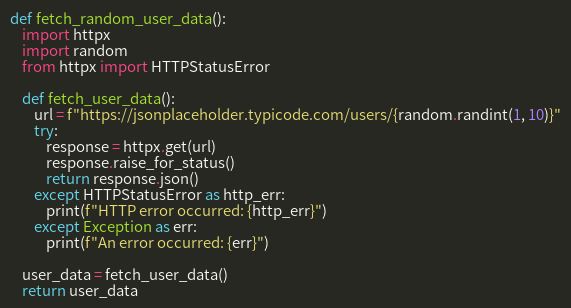 def fetch_random_user_data():
    import httpx
    import random
    from httpx import HTTPStatusError

    def fetch_user_data():
        url = f"https://jsonplaceholder.typicode.com/users/{random.randint(1, 10)}"
        try:
            response = httpx.get(url)
            response.raise_for_status()
            return response.json()
        except HTTPStatusError as http_err:
            print(f"HTTP error occurred: {http_err}")
        except Exception as err:
            print(f"An error occurred: {err}")

    user_data = fetch_user_data()
    return user_data